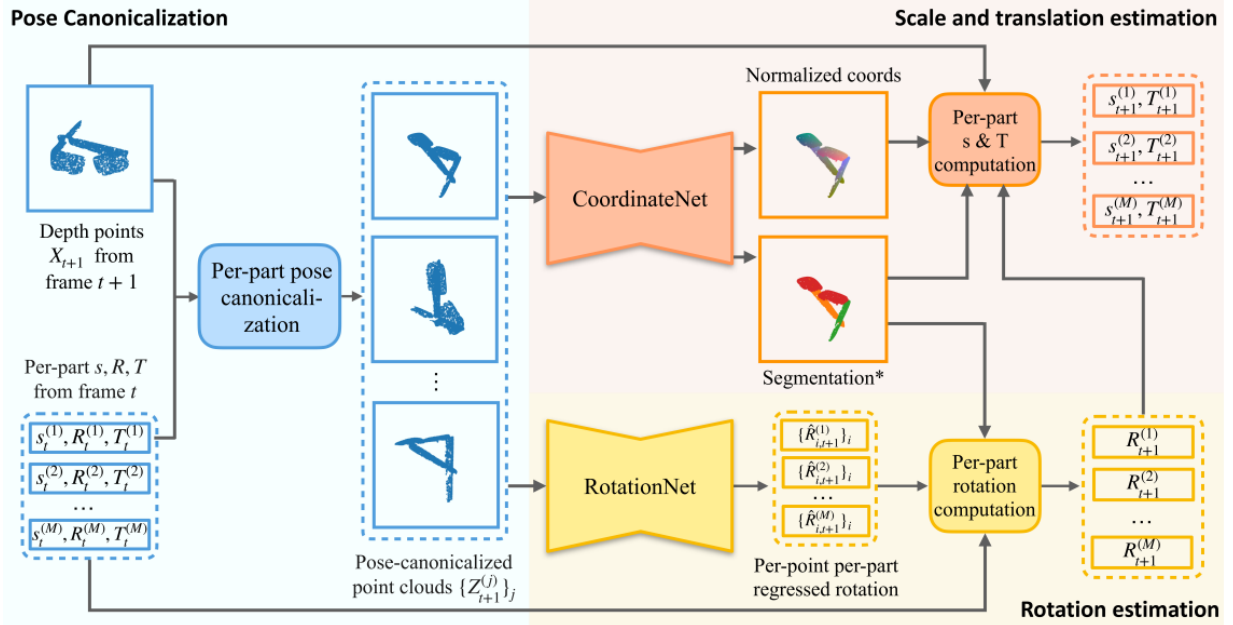 Pose Canonicalization
Scale and translation estimation
Depth points
X_{t+1} from
frame t + 1
Per-part s, R, T
from frame t
s_t^{(1)}, R_t^{(1)}, T_t^{(1)}
s_t^{(2)}, R_t^{(2)}, T_t^{(2)}
...
s_t^{(M)}, R_t^{(M)}, T_t^{(M)}
Per-part pose
canonicali-
zation
⋮
Pose-canonicalized
point clouds {Z_{t+1}^{(j)}}_j
CoordinateNet
Normalized coords
Segmentation*
Per-part
s & T
computation
s_{t+1}^{(1)}, T_{t+1}^{(1)}
s_{t+1}^{(2)}, T_{t+1}^{(2)}
...
s_{t+1}^{(M)}, T_{t+1}^{(M)}
RotationNet
{R̂_{i,t+1}^{(1)}}_i
{R̂_{i,t+1}^{(2)}}_i
...
{R̂_{i,t+1}^{(M)}}_i
Per-point per-part
regressed rotation
Per-part
rotation
computation
R_{t+1}^{(1)}
R_{t+1}^{(2)}
...
R_{t+1}^{(M)}
Rotation estimation